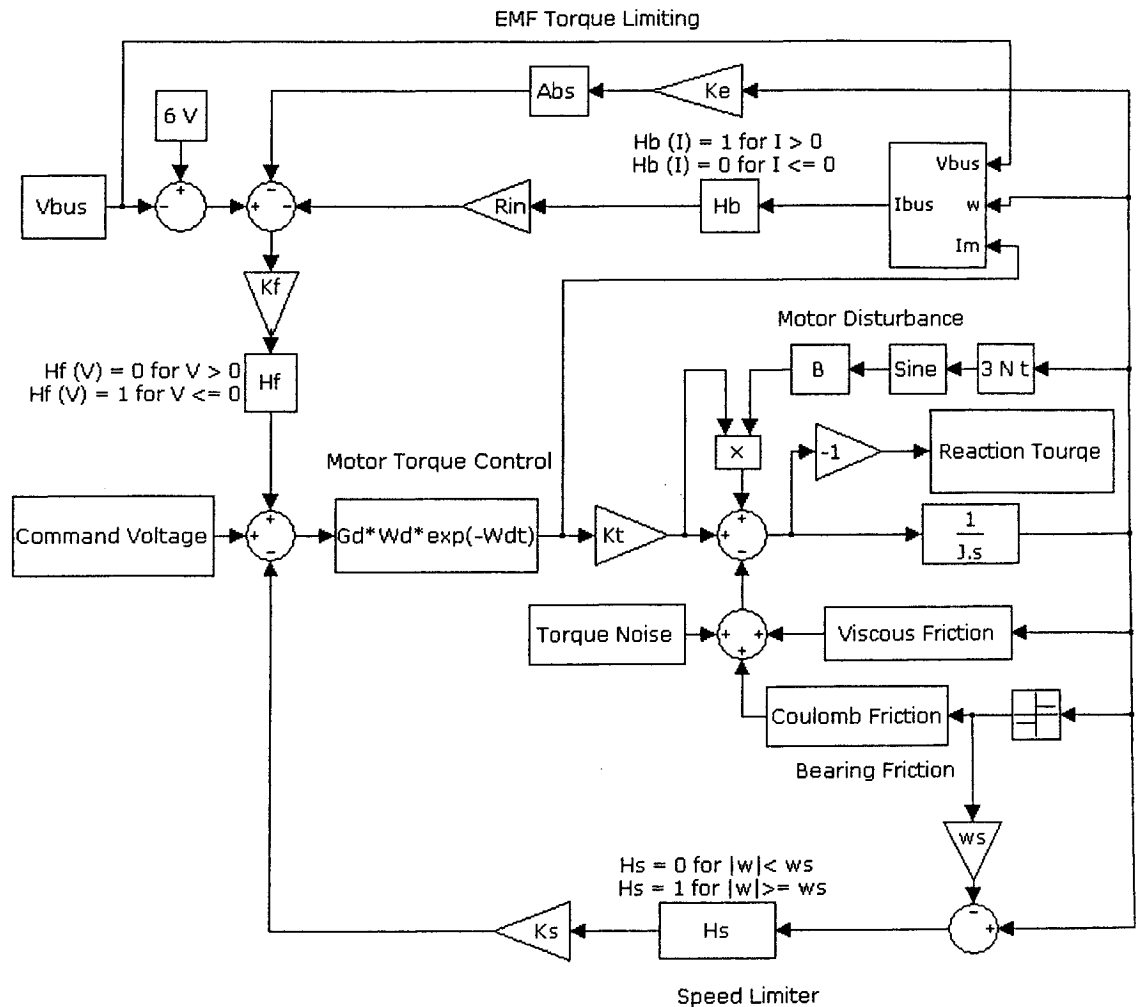 EMF Torque Limiting
Abs
Ke
6 V
Hb (I) = 1 for I > 0
Hb (I) = 0 for I <= 0
Vbus
-
+
+
-
-
Rin
Hb
Vbus
Ibus
w
Im
Kf
Motor Disturbance
Hf (V) = 0 for V > 0
Hf (V) = 1 for V <= 0
Hf
B
Sine
3 N t
×
-1
Reaction Tourqe
Motor Torque Control
Command Voltage
+
+
-
Gd*Wd*exp(-Wdt)
Kt
+
+
-
1
J.s
Torque Noise
+
+
+
Viscous Friction
Coulomb Friction
Bearing Friction
ws
Hs = 0 for |w|< ws
Hs = 1 for |w|>= ws
Ks
Hs
-
+
Speed Limiter